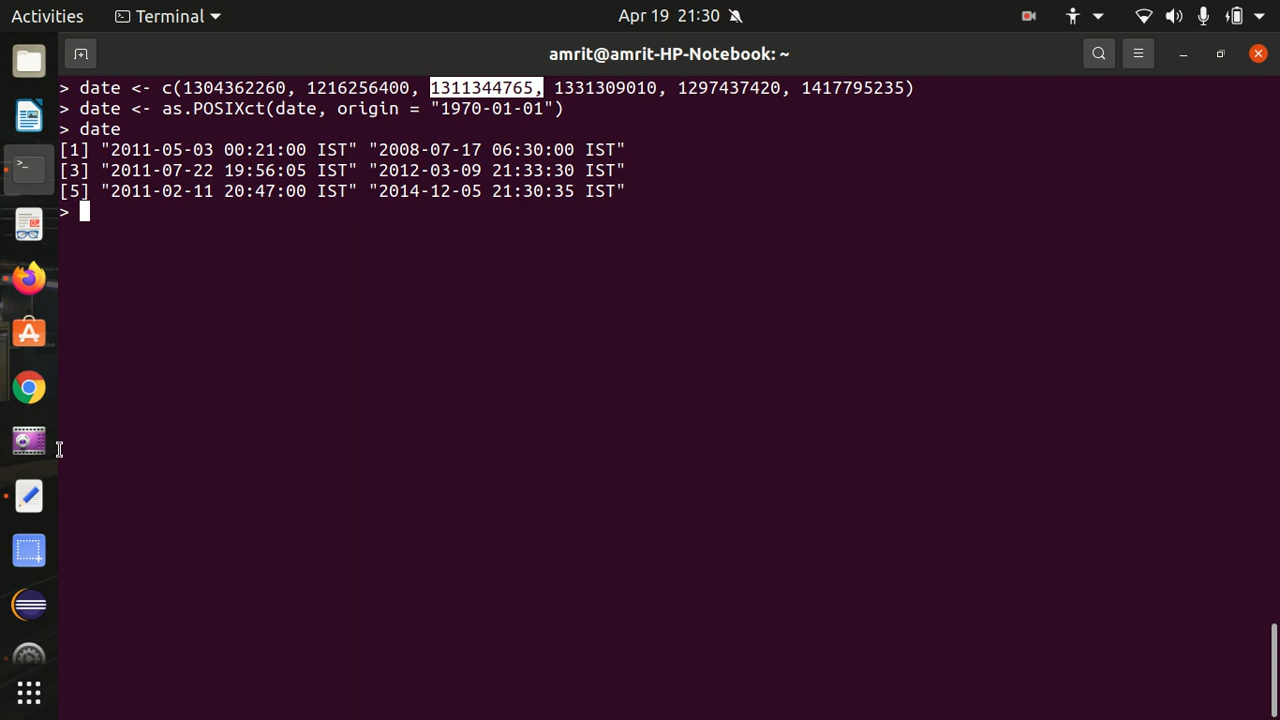 Activities Terminal Apr 19 21:30
amrit@amrit-HP-Notebook: ~
> date <- c(1304362260, 1216256400, 1311344765, 1331309010, 1297437420, 1417795235)
> date <- as.POSIXct(date, origin = "1970-01-01")
> date
[1] "2011-05-03 00:21:00 IST" "2008-07-17 06:30:00 IST"
[3] "2011-07-22 19:56:05 IST" "2012-03-09 21:33:30 IST"
[5] "2011-02-11 20:47:00 IST" "2014-12-05 21:30:35 IST"
>